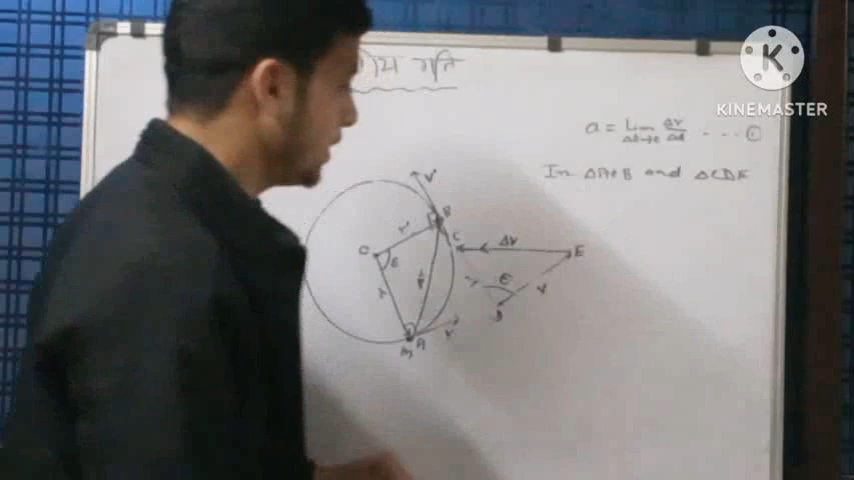 गति
KINEMASTER
a = Lim Δt→0 Δv/Δt ---- ①
In ΔAOB and ΔCDE
v
B
r
C
O
Δv
E
θ
θ
r
v
D
v
A
m